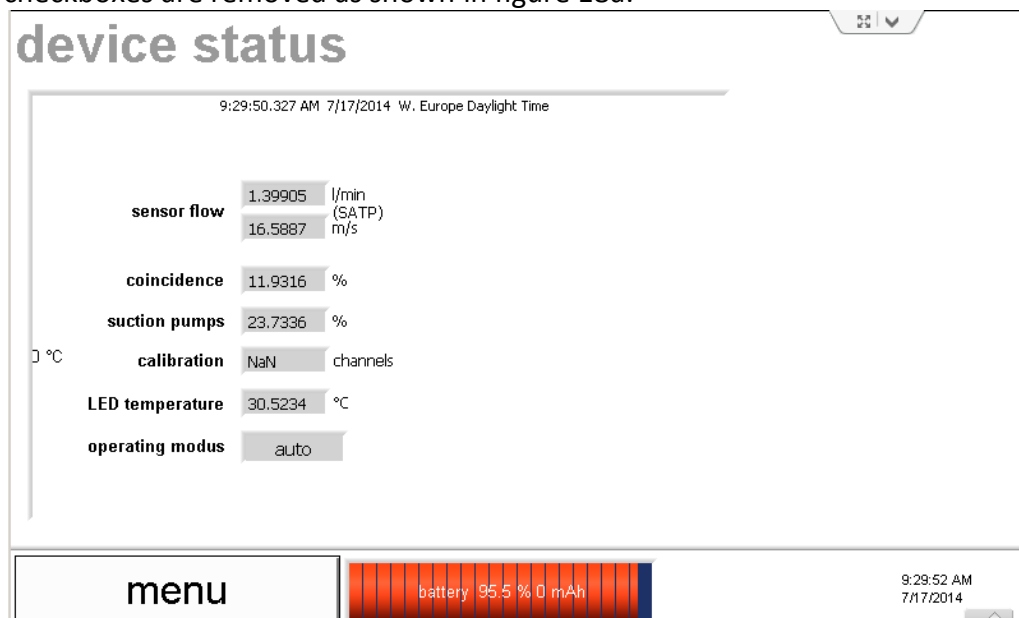 checkboxes are removed as shown in figure 18a.
device status
9:29:50.327 AM 7/17/2014 W. Europe Daylight Time
sensor flow 1.39905 l/min
(SATP)
16.5887 m/s
coincidence 11.9316 %
suction pumps 23.7336 %
0 °C calibration NaN channels
LED temperature 30.5234 °C
operating modus auto
menu battery 95.5 % 0 mAh 9:29:52 AM
7/17/2014